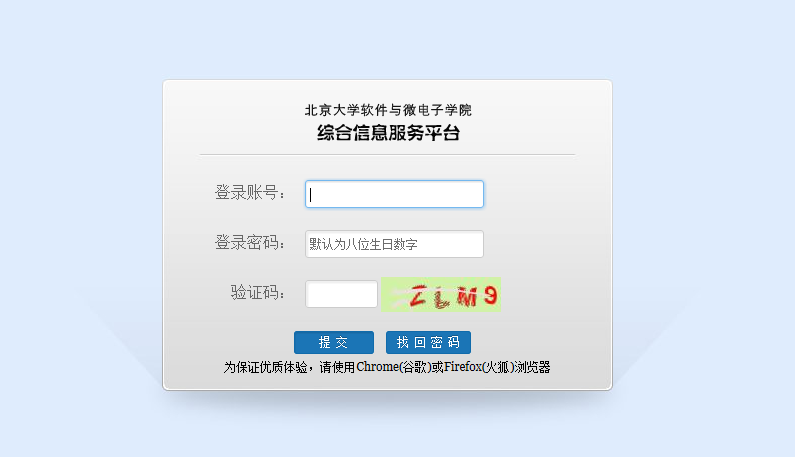 北京大学软件与微电子学院
综合信息服务平台
登录账号：
登录密码： 默认为八位生日数字
验证码： ZLM9
提 交 找 回 密 码
为保证优质体验，请使用Chrome(谷歌)或Firefox(火狐)浏览器